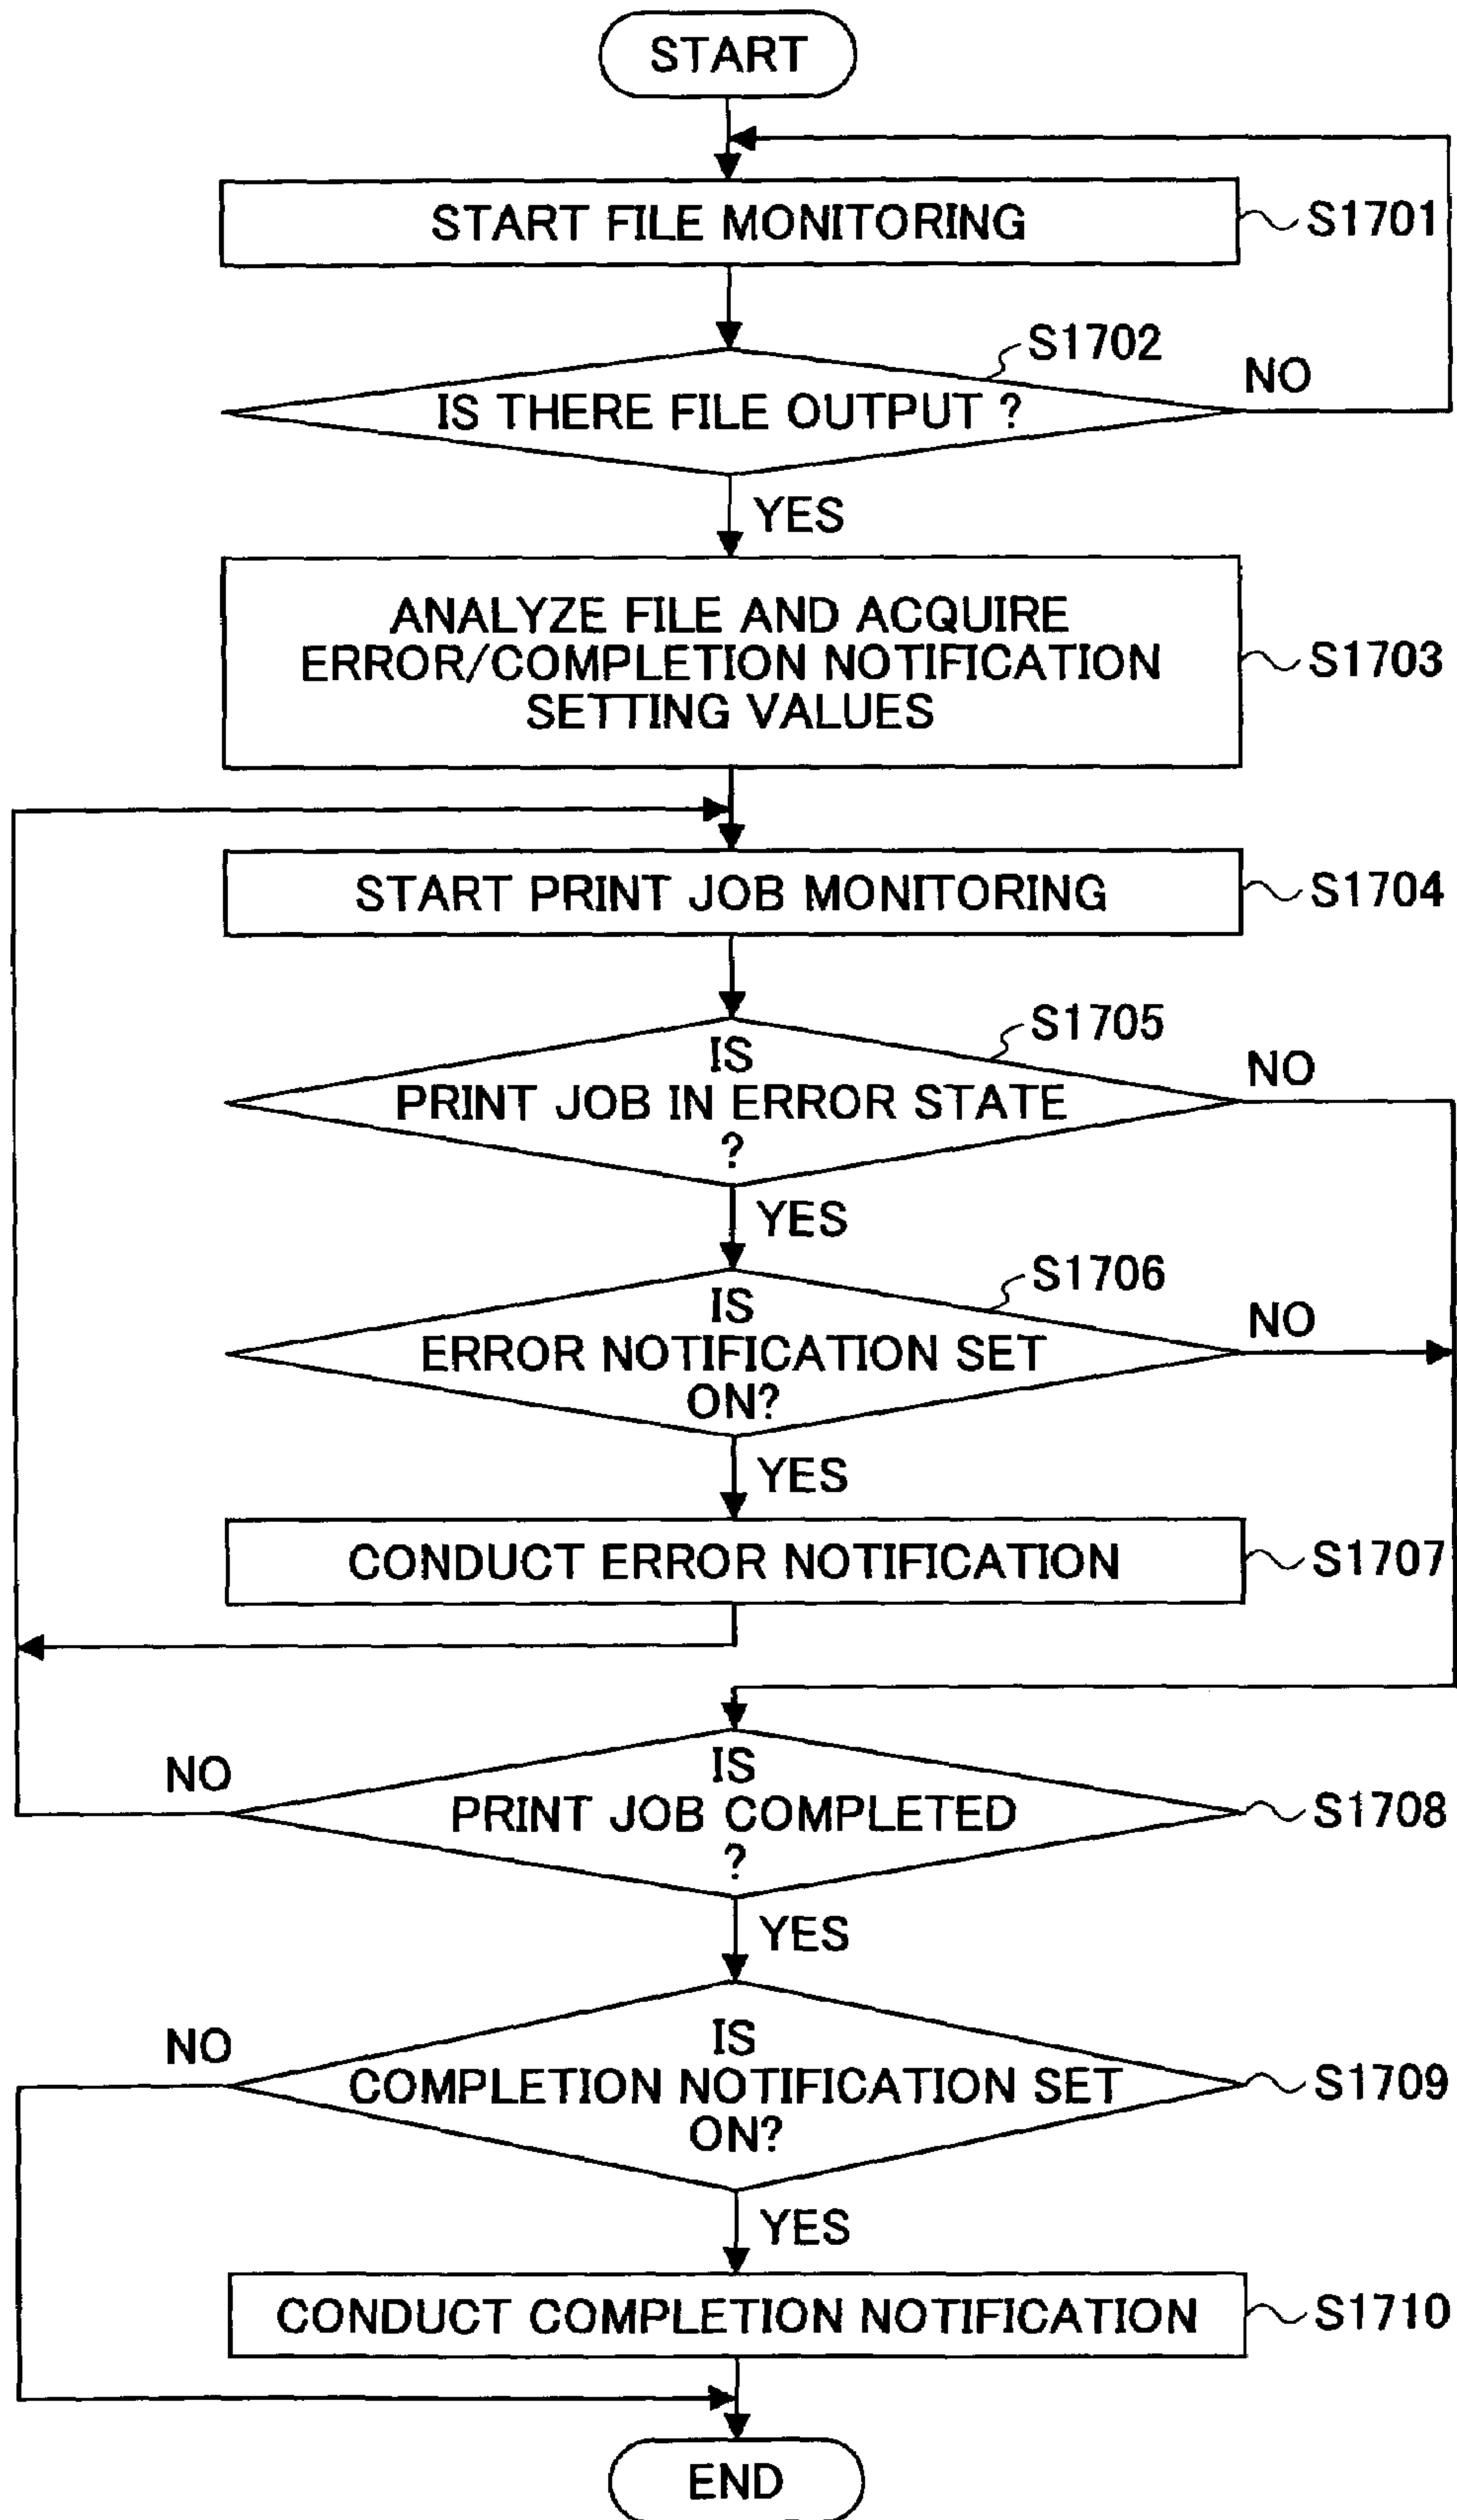 START
START FILE MONITORING
S1701
S1702
IS THERE FILE OUTPUT ?
NO
YES
ANALYZE FILE AND ACQUIRE
ERROR/COMPLETION NOTIFICATION
SETTING VALUES
S1703
START PRINT JOB MONITORING
S1704
S1705
IS
PRINT JOB IN ERROR STATE
?
NO
YES
S1706
IS
ERROR NOTIFICATION SET
ON?
NO
YES
CONDUCT ERROR NOTIFICATION
S1707
IS
PRINT JOB COMPLETED
?
NO
S1708
YES
IS
COMPLETION NOTIFICATION SET
ON?
NO
S1709
YES
CONDUCT COMPLETION NOTIFICATION
S1710
END